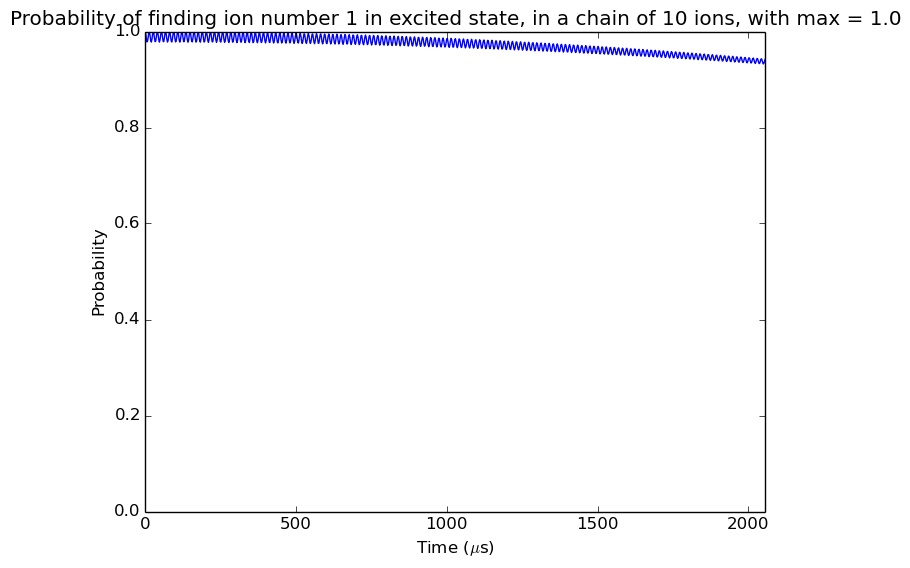 Probability of finding ion number 1 in excited state, in a chain of 10 ions, with max = 1.0
1.0
0.8
0.6
0.4
0.2
0.0
Probability
0 500 1000 1500 2000
Time (μs)